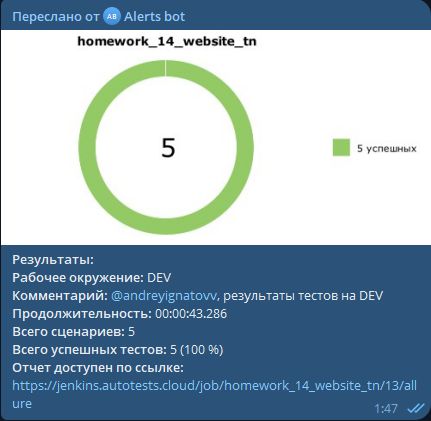 Переслано от AB Alerts bot
homework_14_website_tn
5
5 успешных
Результаты:
Рабочее окружение: DEV
Комментарий: @andreyignatovv, результаты тестов на DEV
Продолжительность: 00:00:43.286
Всего сценариев: 5
Всего успешных тестов: 5 (100 %)
Отчет доступен по ссылке:
https://jenkins.autotests.cloud/job/homework_14_website_tn/13/all
ure
1:47